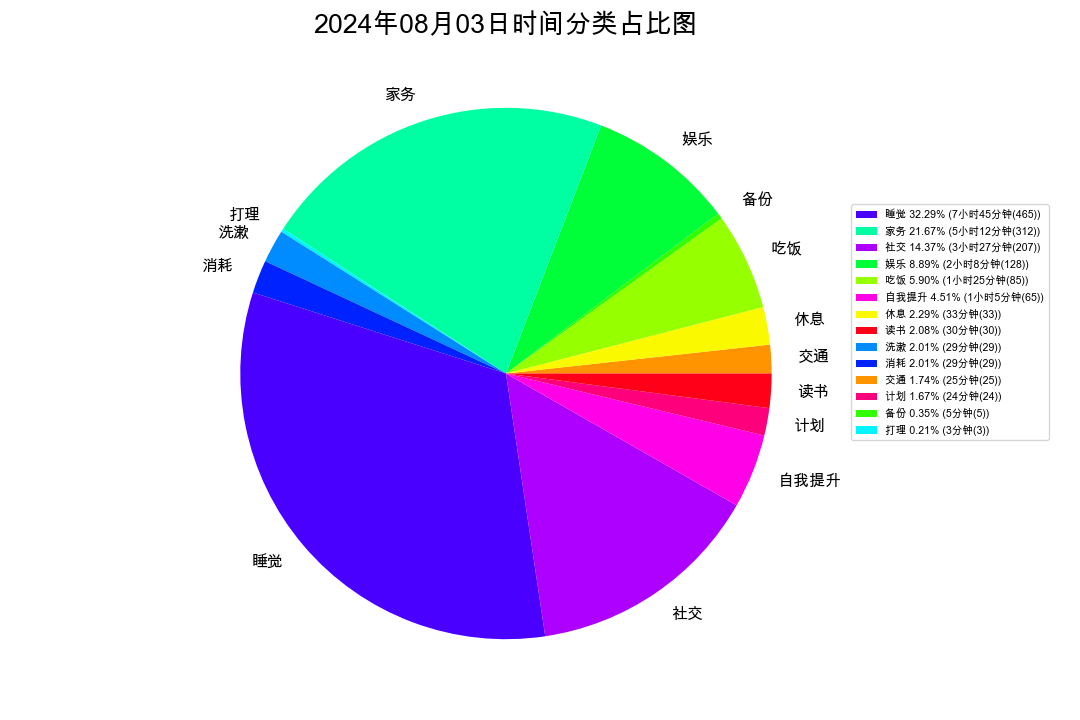 2024年08月03日时间分类占比图
家务
娱乐
备份
打理
洗漱
吃饭
消耗
休息
交通
读书
计划
自我提升
睡觉
社交
睡觉 32.29% (7小时45分钟(465))
家务 21.67% (5小时12分钟(312))
社交 14.37% (3小时27分钟(207))
娱乐 8.89% (2小时8分钟(128))
吃饭 5.90% (1小时25分钟(85))
自我提升 4.51% (1小时5分钟(65))
休息 2.29% (33分钟(33))
读书 2.08% (30分钟(30))
洗漱 2.01% (29分钟(29))
消耗 2.01% (29分钟(29))
交通 1.74% (25分钟(25))
计划 1.67% (24分钟(24))
备份 0.35% (5分钟(5))
打理 0.21% (3分钟(3))